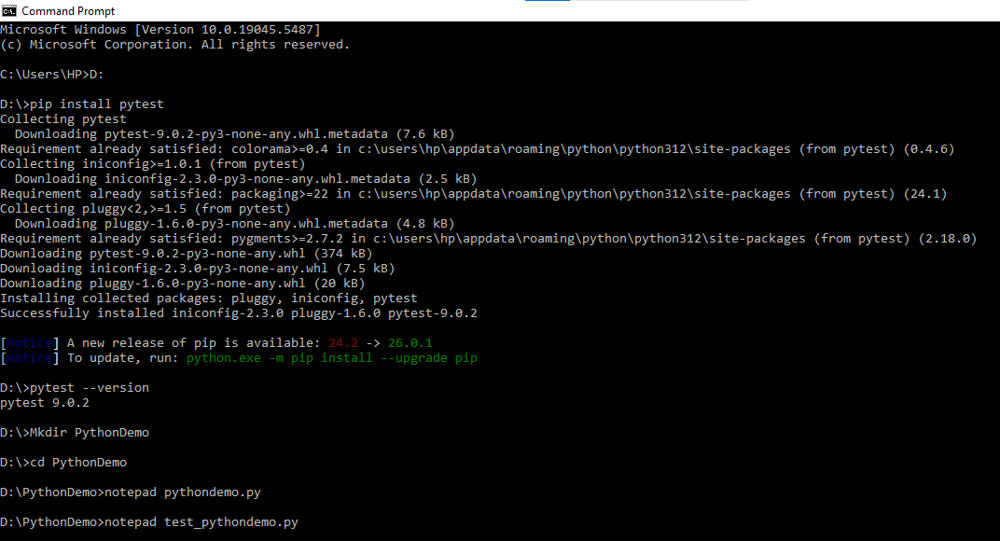 Command Prompt
Microsoft Windows [Version 10.0.19045.5487]
(c) Microsoft Corporation. All rights reserved.
C:\Users\HP>D:
D:\>pip install pytest
Collecting pytest
  Downloading pytest-9.0.2-py3-none-any.whl.metadata (7.6 kB)
Requirement already satisfied: colorama>=0.4 in c:\users\hp\appdata\roaming\python\python312\site-packages (from pytest) (0.4.6)
Collecting iniconfig>=1.0.1 (from pytest)
  Downloading iniconfig-2.3.0-py3-none-any.whl.metadata (2.5 kB)
Requirement already satisfied: packaging>=22 in c:\users\hp\appdata\roaming\python\python312\site-packages (from pytest) (24.1)
Collecting pluggy<2,>=1.5 (from pytest)
  Downloading pluggy-1.6.0-py3-none-any.whl.metadata (4.8 kB)
Requirement already satisfied: pygments>=2.7.2 in c:\users\hp\appdata\roaming\python\python312\site-packages (from pytest) (2.18.0)
Downloading pytest-9.0.2-py3-none-any.whl (374 kB)
Downloading iniconfig-2.3.0-py3-none-any.whl (7.5 kB)
Downloading pluggy-1.6.0-py3-none-any.whl (20 kB)
Installing collected packages: pluggy, iniconfig, pytest
Successfully installed iniconfig-2.3.0 pluggy-1.6.0 pytest-9.0.2
[notice] A new release of pip is available: 24.2 -> 26.0.1
[notice] To update, run: python.exe -m pip install --upgrade pip
D:\>pytest --version
pytest 9.0.2
D:\>Mkdir PythonDemo
D:\>cd PythonDemo
D:\PythonDemo>notepad pythondemo.py
D:\PythonDemo>notepad test_pythondemo.py